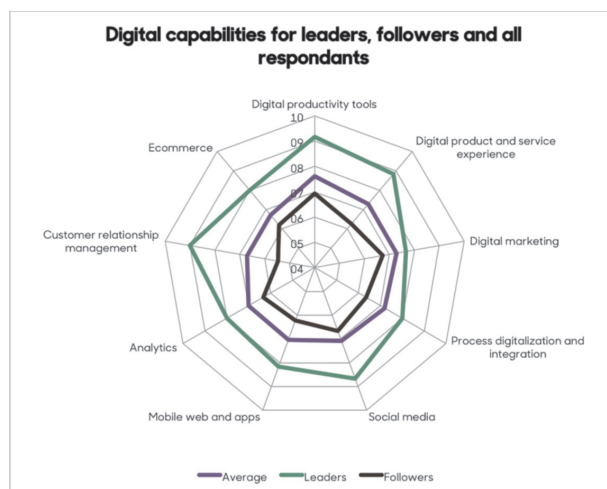 Digital capabilities for leaders, followers and all
respondants
Digital productivity tools
10
09
08
07
06
05
04
Ecommerce
Digital product and service
experience
Customer relationship
management
Digital marketing
Analytics
Process digitalization and
integration
Mobile web and apps
Social media
Average
Leaders
Followers